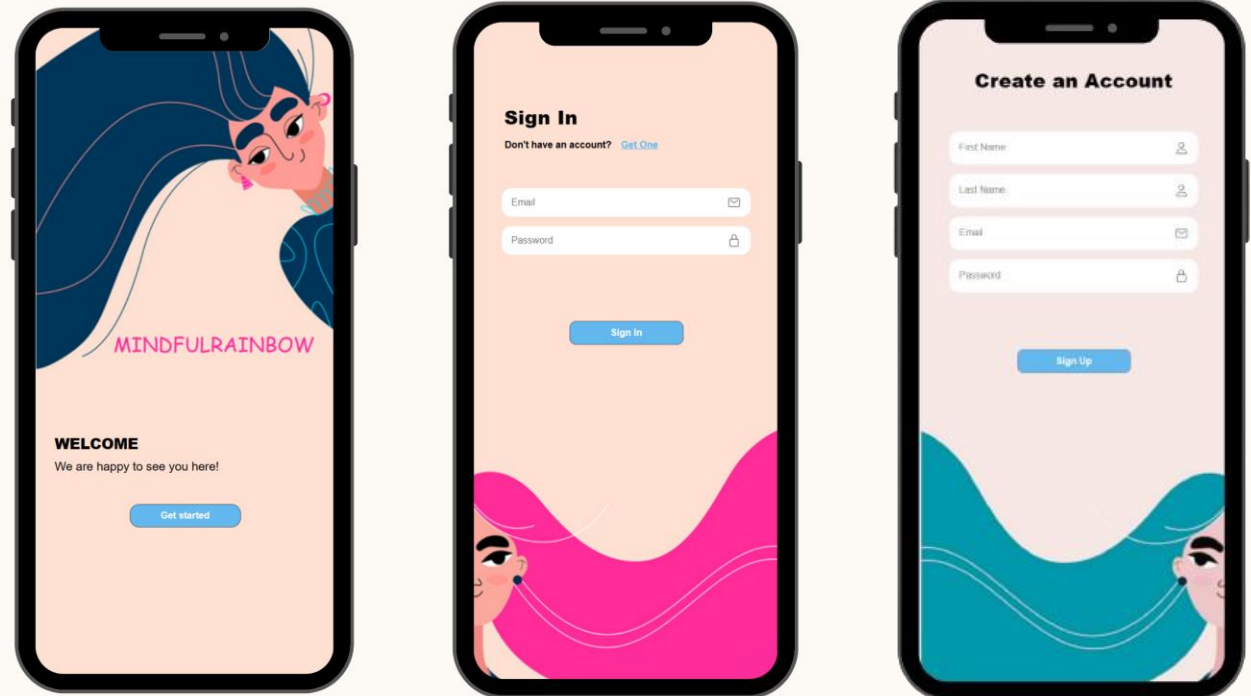 MINDFULRAINBOW
WELCOME
We are happy to see you here!
Get started
Sign In
Don't have an account? Get One
Email
Password
Sign In
Create an Account
First Name
Last Name
Email
Password
Sign Up